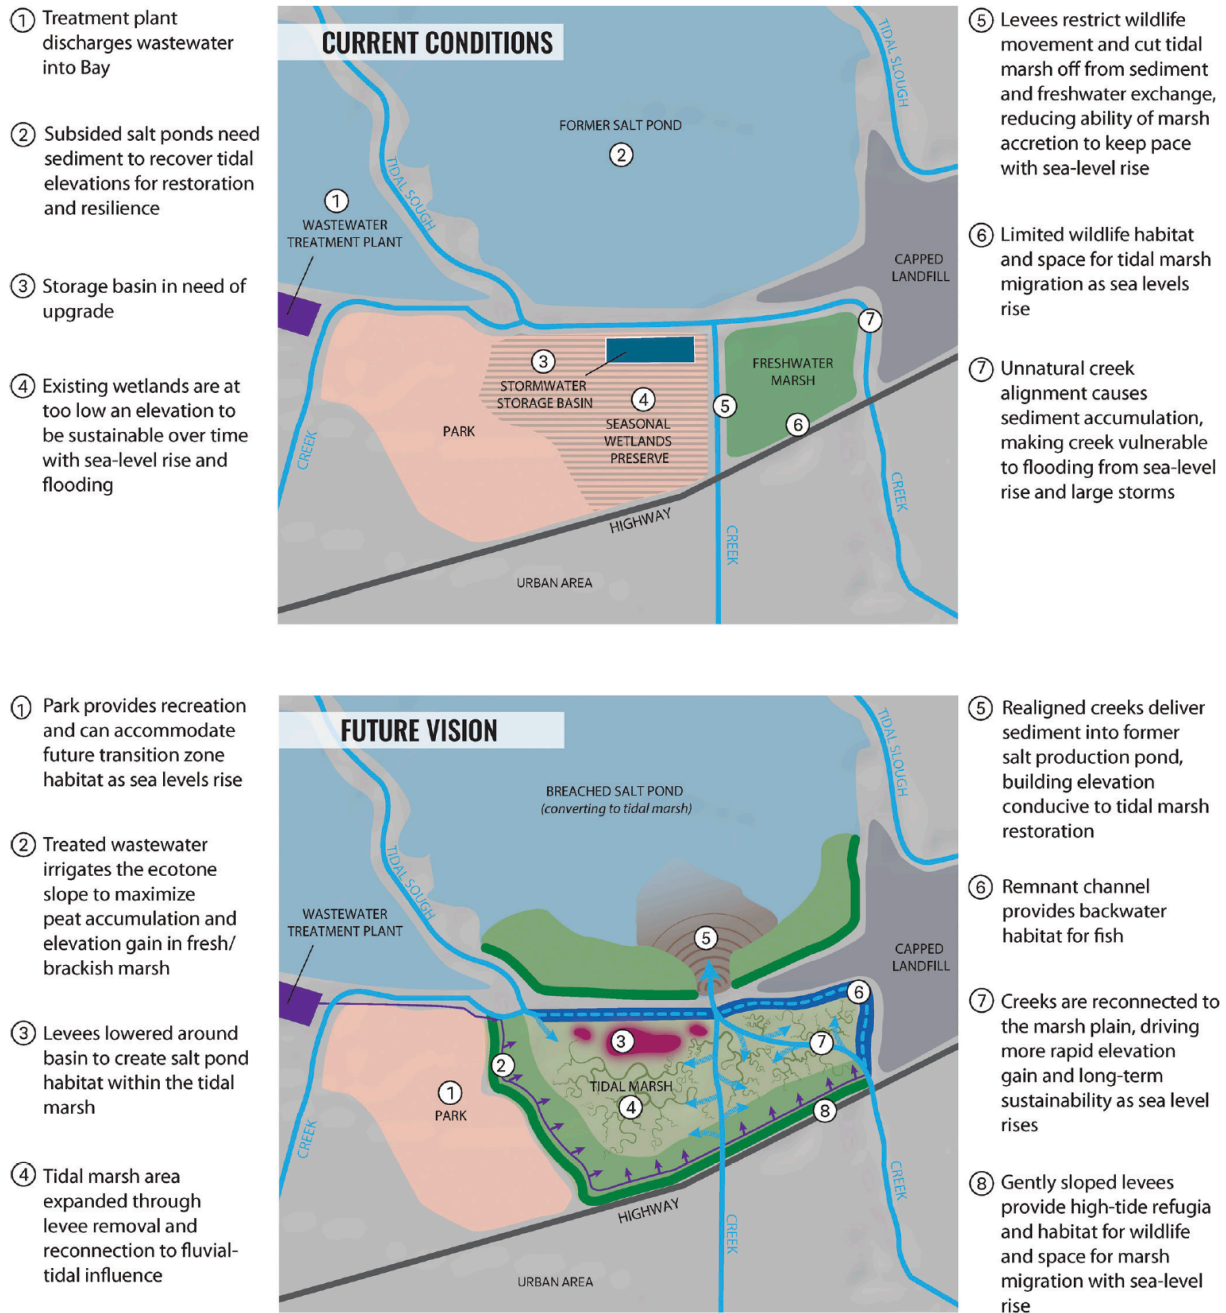 ① Treatment plant
discharges wastewater
into Bay
② Subsided salt ponds need
sediment to recover tidal
elevations for restoration
and resilience
③ Storage basin in need of
upgrade
④ Existing wetlands are at
too low an elevation to
be sustainable over time
with sea-level rise and
flooding
CURRENT CONDITIONS
TIDAL SLOUGH
FORMER SALT POND
②
TIDAL SOUGH
①
WASTEWATER
TREATMENT PLANT
CAPPED
LANDFILL
⑦
③
STORMWATER
STORAGE BASIN
FRESHWATER
MARSH
④
⑤
⑥
SEASONAL
WETLANDS
PRESERVE
PARK
CREEK
HIGHWAY
CREEK
CREEK
URBAN AREA
⑤ Levees restrict wildlife
movement and cut tidal
marsh off from sediment
and freshwater exchange,
reducing ability of marsh
accretion to keep pace
with sea-level rise
⑥ Limited wildlife habitat
and space for tidal marsh
migration as sea levels
rise
⑦ Unnatural creek
alignment causes
sediment accumulation,
making creek vulnerable
to flooding from sea-level
rise and large storms
① Park provides recreation
and can accommodate
future transition zone
habitat as sea levels rise
② Treated wastewater
irrigates the ecotone
slope to maximize
peat accumulation and
elevation gain in fresh/
brackish marsh
③ Levees lowered around
basin to create salt pond
habitat within the tidal
marsh
④ Tidal marsh area
expanded through
levee removal and
reconnection to fluvial-
tidal influence
FUTURE VISION
TIDAL SLOUGH
BREACHED SALT POND
(converting to tidal marsh)
TIDAL SOUGH
WASTEWATER
TREATMENT PLANT
⑤
CAPPED
LANDFILL
⑥
③
⑦
②
TIDAL MARSH
④
①
PARK
⑧
CREEK
HIGHWAY
CREEK
CREEK
URBAN AREA
⑤ Realigned creeks deliver
sediment into former
salt production pond,
building elevation
conducive to tidal marsh
restoration
⑥ Remnant channel
provides backwater
habitat for fish
⑦ Creeks are reconnected to
the marsh plain, driving
more rapid elevation
gain and long-term
sustainability as sea level
rises
⑧ Gently sloped levees
provide high-tide refugia
and habitat for wildlife
and space for marsh
migration with sea-level
rise